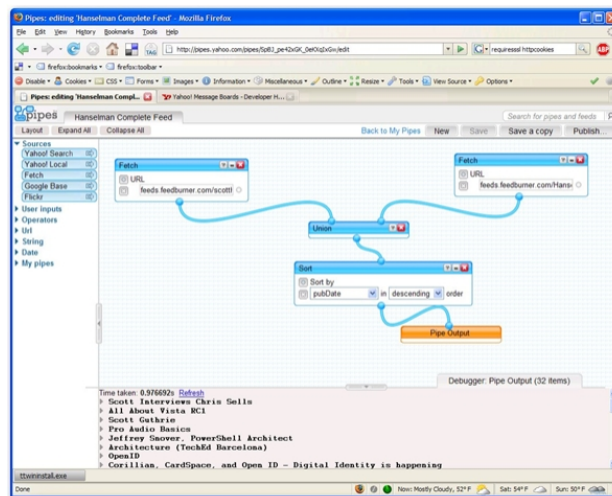 Pipes: editing 'Hanselman Complete Feed' - Mozilla Firefox
File Edit View History Bookmarks Tools Help
http://pipes.yahoo.com/pipes/ requiressl httpcookies
firefox:bookmarks firefox:toolbar
Disable Cookies CSS Forms Images Information Miscellaneous Outline Resize Tools View Source Options
Pipes: editing 'Hanselman Compl... Yahoo! Message Boards - Developer H...
pipes Hanselman Complete Feed Search for pipes and feeds
Layout Expand All Collapse All Back to My Pipes New Save Save a copy Publish...
Sources
Yahoo! Search
Yahoo! Local
Fetch
Google Base
Flickr
User inputs
Operators
Url
String
Date
My pipes
Fetch
URL
feeds.feedburner.com/scottl
Fetch
URL
feeds.feedburner.com/Hans
Union
Sort
Sort by
pubDate in descending order
Pipe Output
Debugger: Pipe Output (32 items)
Time taken: 0.976692s Refresh
Scott Interviews Chris Sells
All About Vista RC1
Scott Guthrie
Pro Audio Basics
Jeffrey Snover, PowerShell Architect
Architecture (TechEd Barcelona)
OpenID
Corillian, CardSpace, and Open ID - Digital Identity is happening
ttwininstal.exe
Done Now: Mostly Cloudy, 52° F Sat: 54° F Sun: 50° F